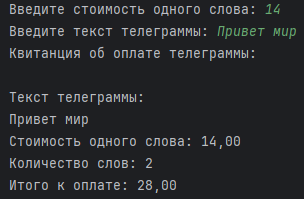 Введите стоимость одного слова: 14
Введите текст телеграммы: Привет мир
Квитанция об оплате телеграммы:

Текст телеграммы:
Привет мир
Стоимость одного слова: 14,00
Количество слов: 2
Итого к оплате: 28,00